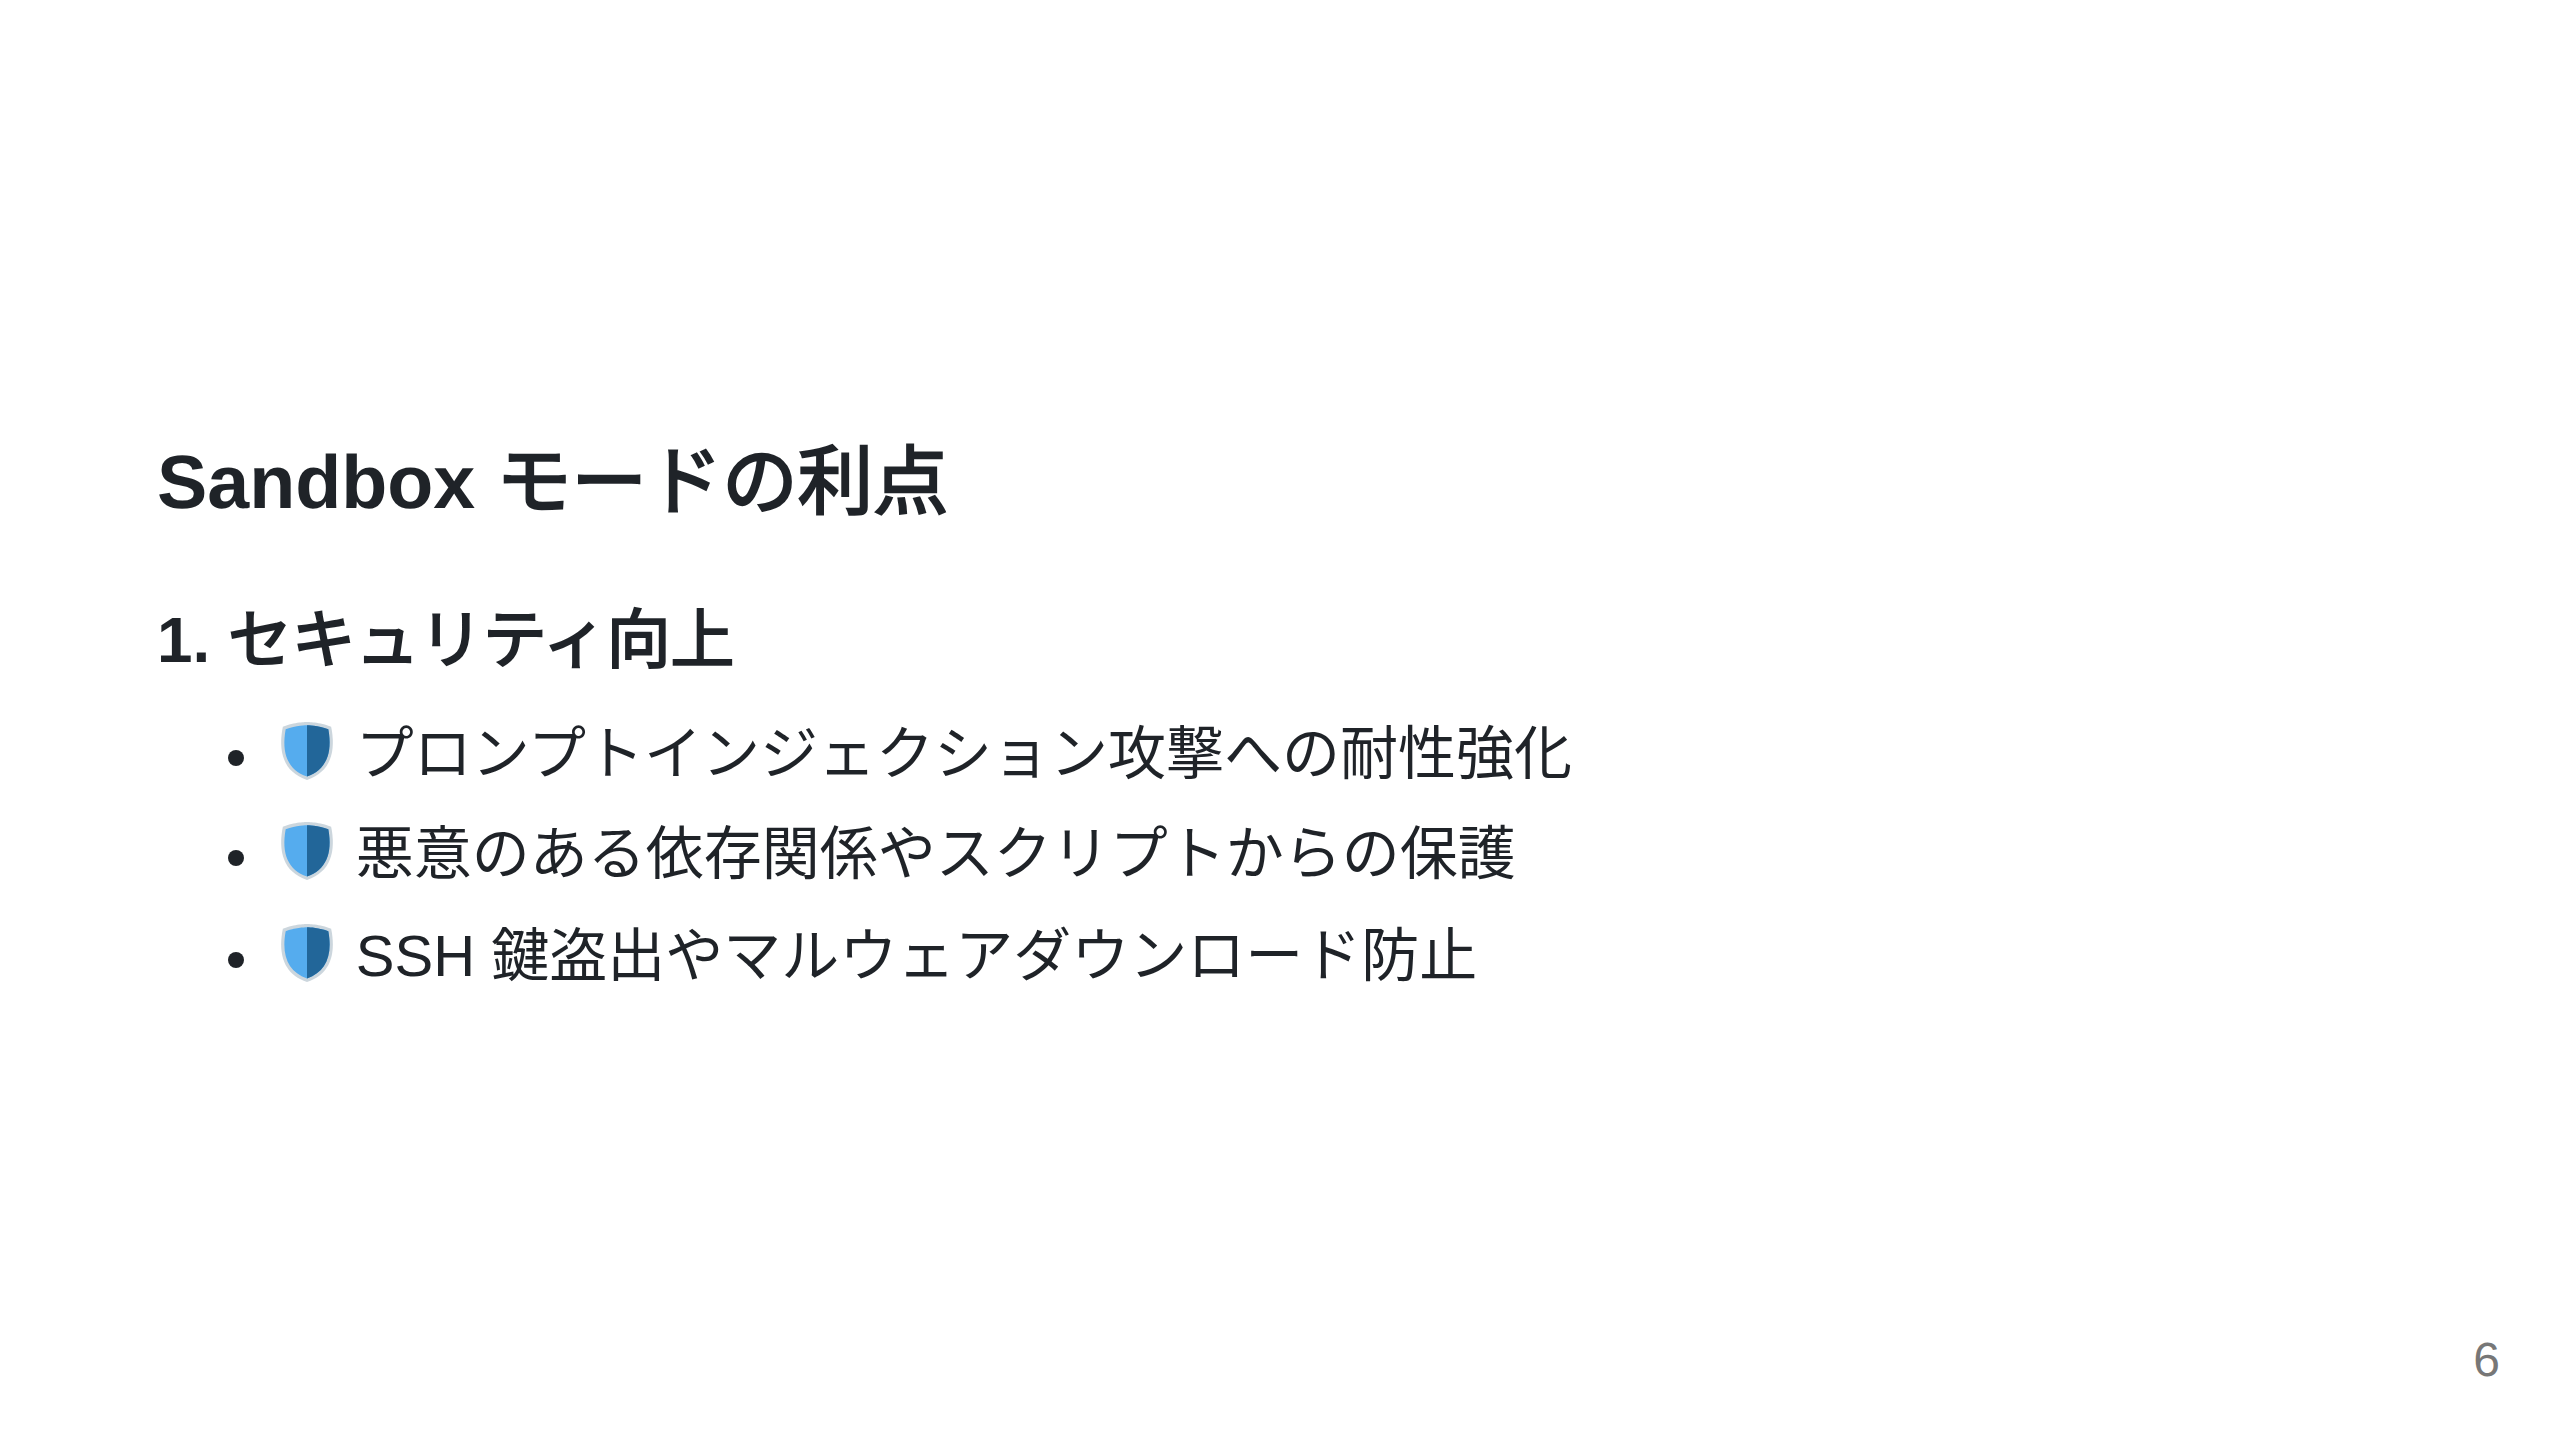 Sandbox モードの利点
1. セキュリティ向上
• 🛡️ プロンプトインジェクション攻撃への耐性強化
• 🛡️ 悪意のある依存関係やスクリプトからの保護
• 🛡️ SSH 鍵盗出やマルウェアダウンロード防止
6